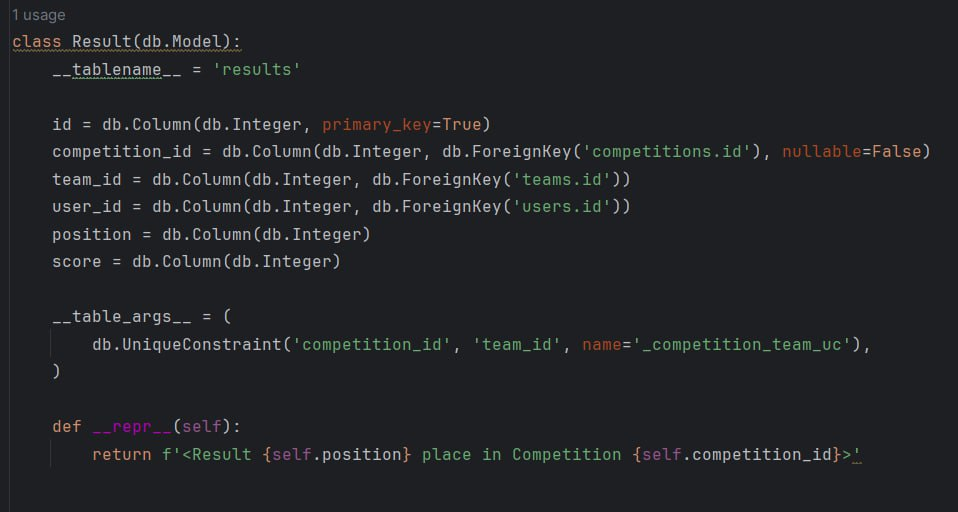 1 usage
class Result(db.Model):
    __tablename__ = 'results'

    id = db.Column(db.Integer, primary_key=True)
    competition_id = db.Column(db.Integer, db.ForeignKey('competitions.id'), nullable=False)
    team_id = db.Column(db.Integer, db.ForeignKey('teams.id'))
    user_id = db.Column(db.Integer, db.ForeignKey('users.id'))
    position = db.Column(db.Integer)
    score = db.Column(db.Integer)

    __table_args__ = (
        db.UniqueConstraint('competition_id', 'team_id', name='_competition_team_uc'),
    )

    def __repr__(self):
        return f'<Result {self.position} place in Competition {self.competition_id}>'